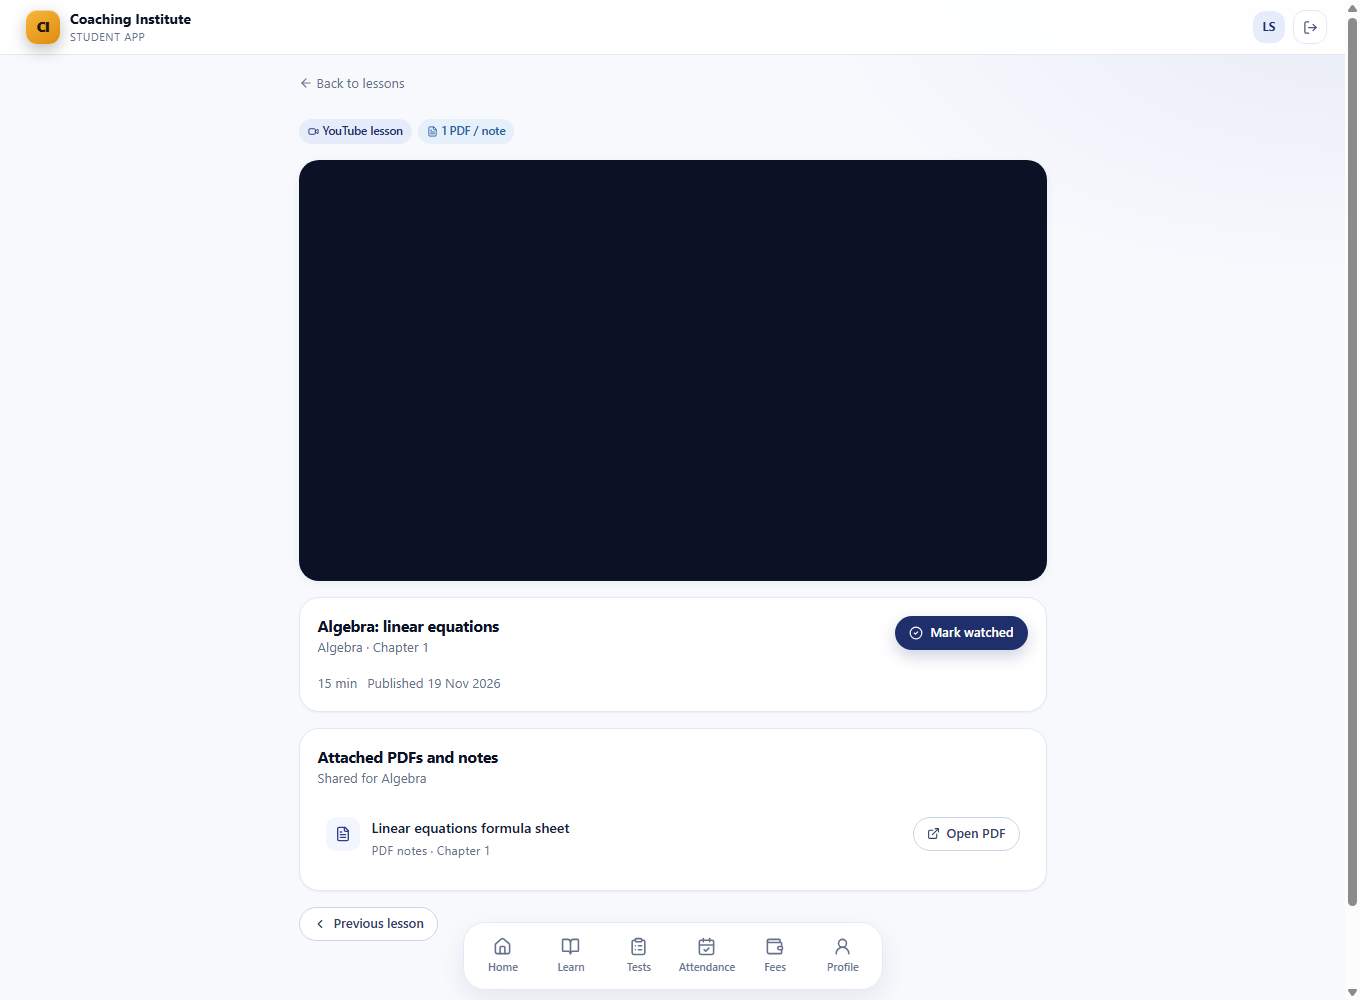 CI
Coaching Institute
STUDENT APP
LS
Back to lessons
YouTube lesson
1 PDF / note
Algebra: linear equations
Algebra · Chapter 1
Mark watched
15 min Published 19 Nov 2026
Attached PDFs and notes
Shared for Algebra
Linear equations formula sheet
PDF notes · Chapter 1
Open PDF
Previous lesson
Home
Learn
Tests
Attendance
Fees
Profile